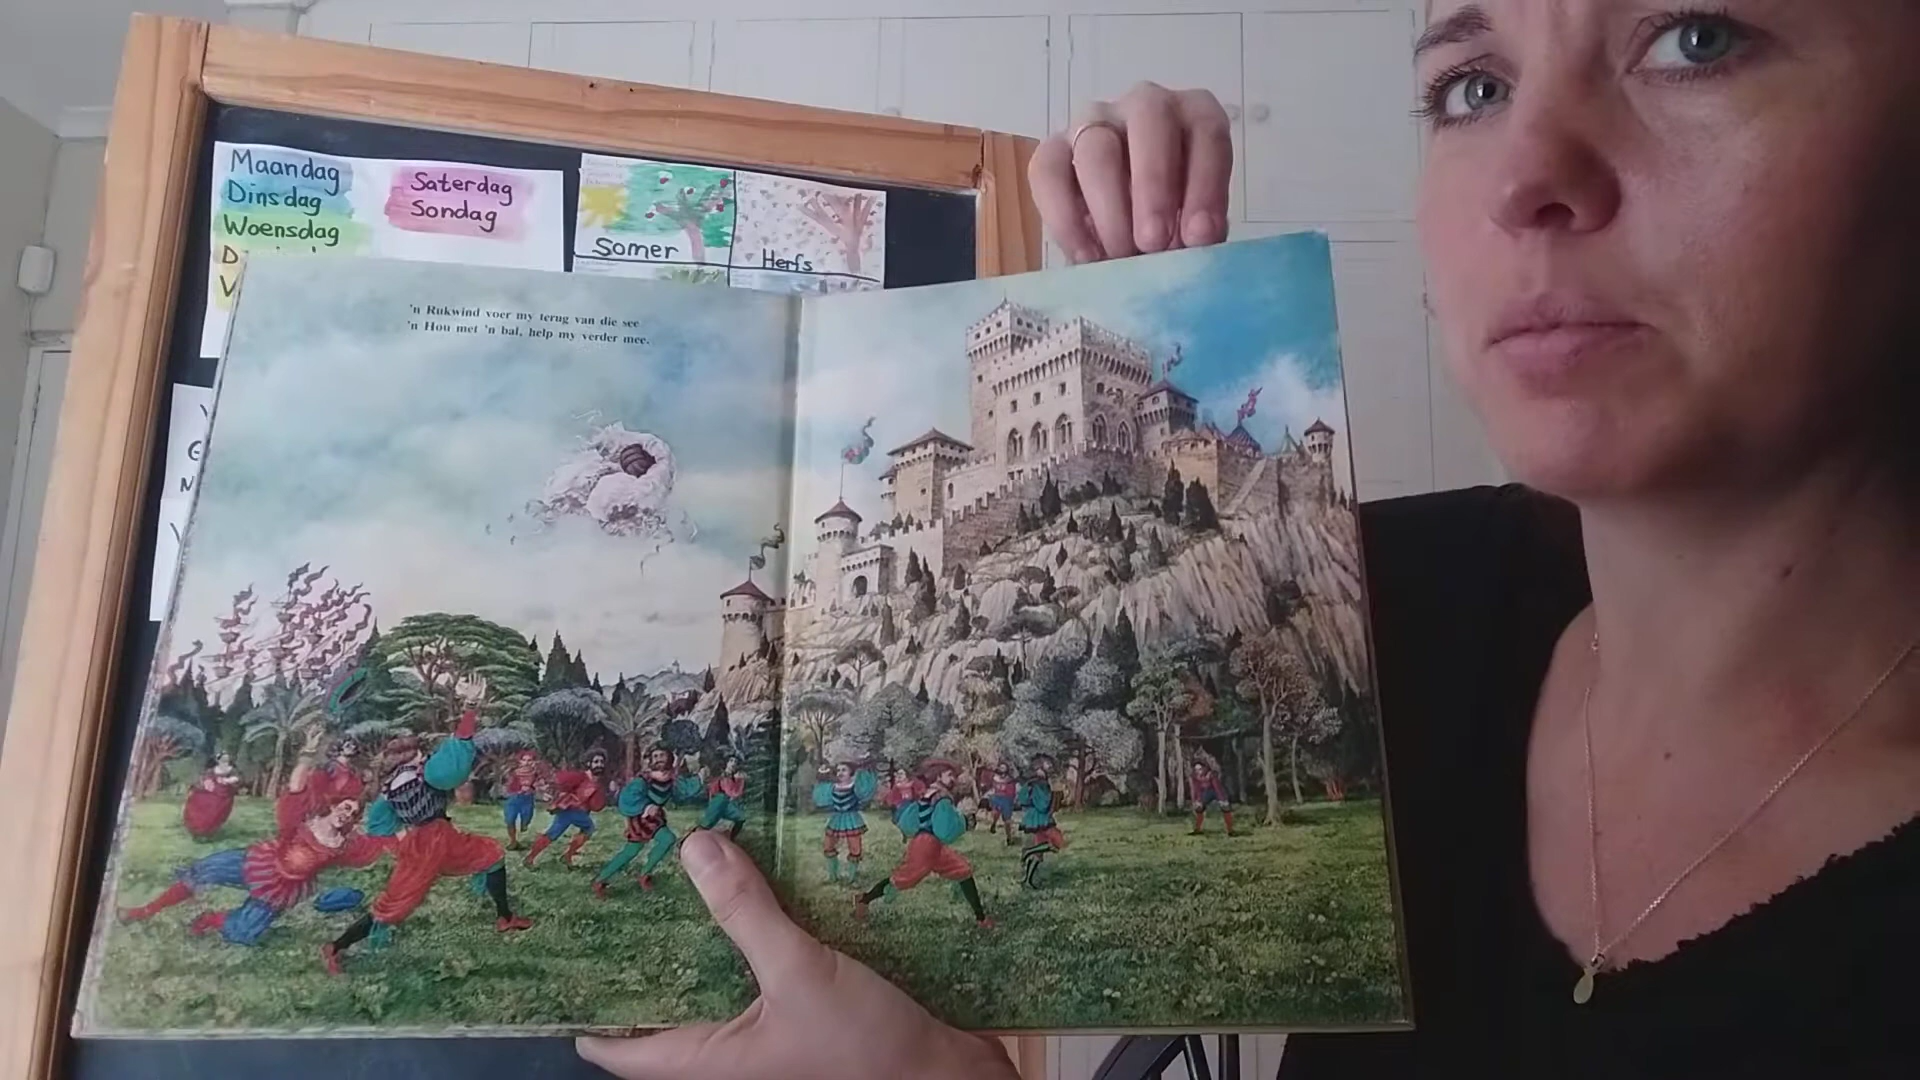 Maandag
Dinsdag
Woensdag
D
V
Saterdag
Sondag
Somer
Herfs
'n Rukwind voer my terug van die see
'n Hou met 'n bal, help my verder mee.